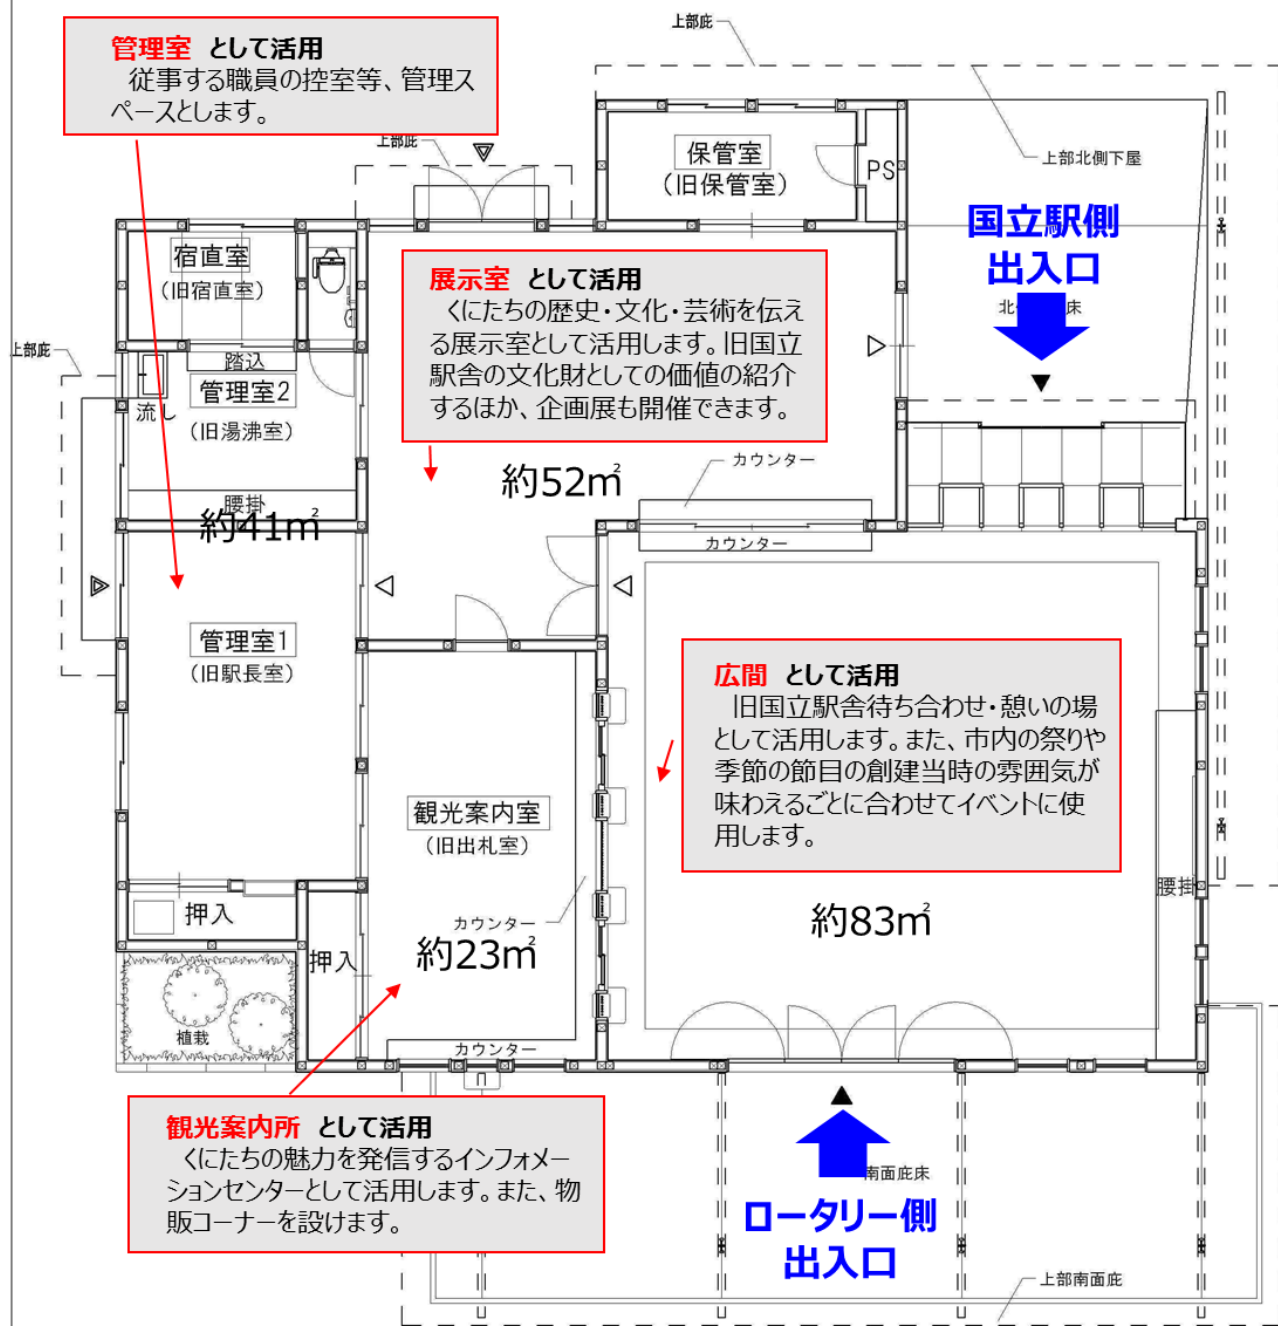 上部庇
管理室 として活用
従事する職員の控室等、管理ス
ペースとします。
上部庇
保管室
(旧保管室)
PS
上部北側下屋
国立駅側
出入口
宿直室
(旧宿直室)
展示室 として活用
くにたちの歴史・文化・芸術を伝え
る展示室として活用します。旧国立
駅舎の文化財としての価値の紹介
するほか、企画展も開催できます。
北
床
上部庇
踏込
管理室2
流し
(旧湯沸室)
カウンター
約52㎡
腰掛
約41㎡
カウンター
管理室1
(旧駅長室)
広間 として活用
旧国立駅舎待ち合わせ・憩いの場
として活用します。また、市内の祭りや
季節の節目の創建当時の雰囲気が
味わえるごとに合わせてイベントに使
用します。
観光案内室
(旧出札室)
腰掛
押入
カウンター
約83㎡
約23㎡
押入
植栽
カウンター
観光案内所 として活用
くにたちの魅力を発信するインフォメー
ションセンターとして活用します。また、物
販コーナーを設けます。
南面庇床
ロータリー側
出入口
上部南面庇